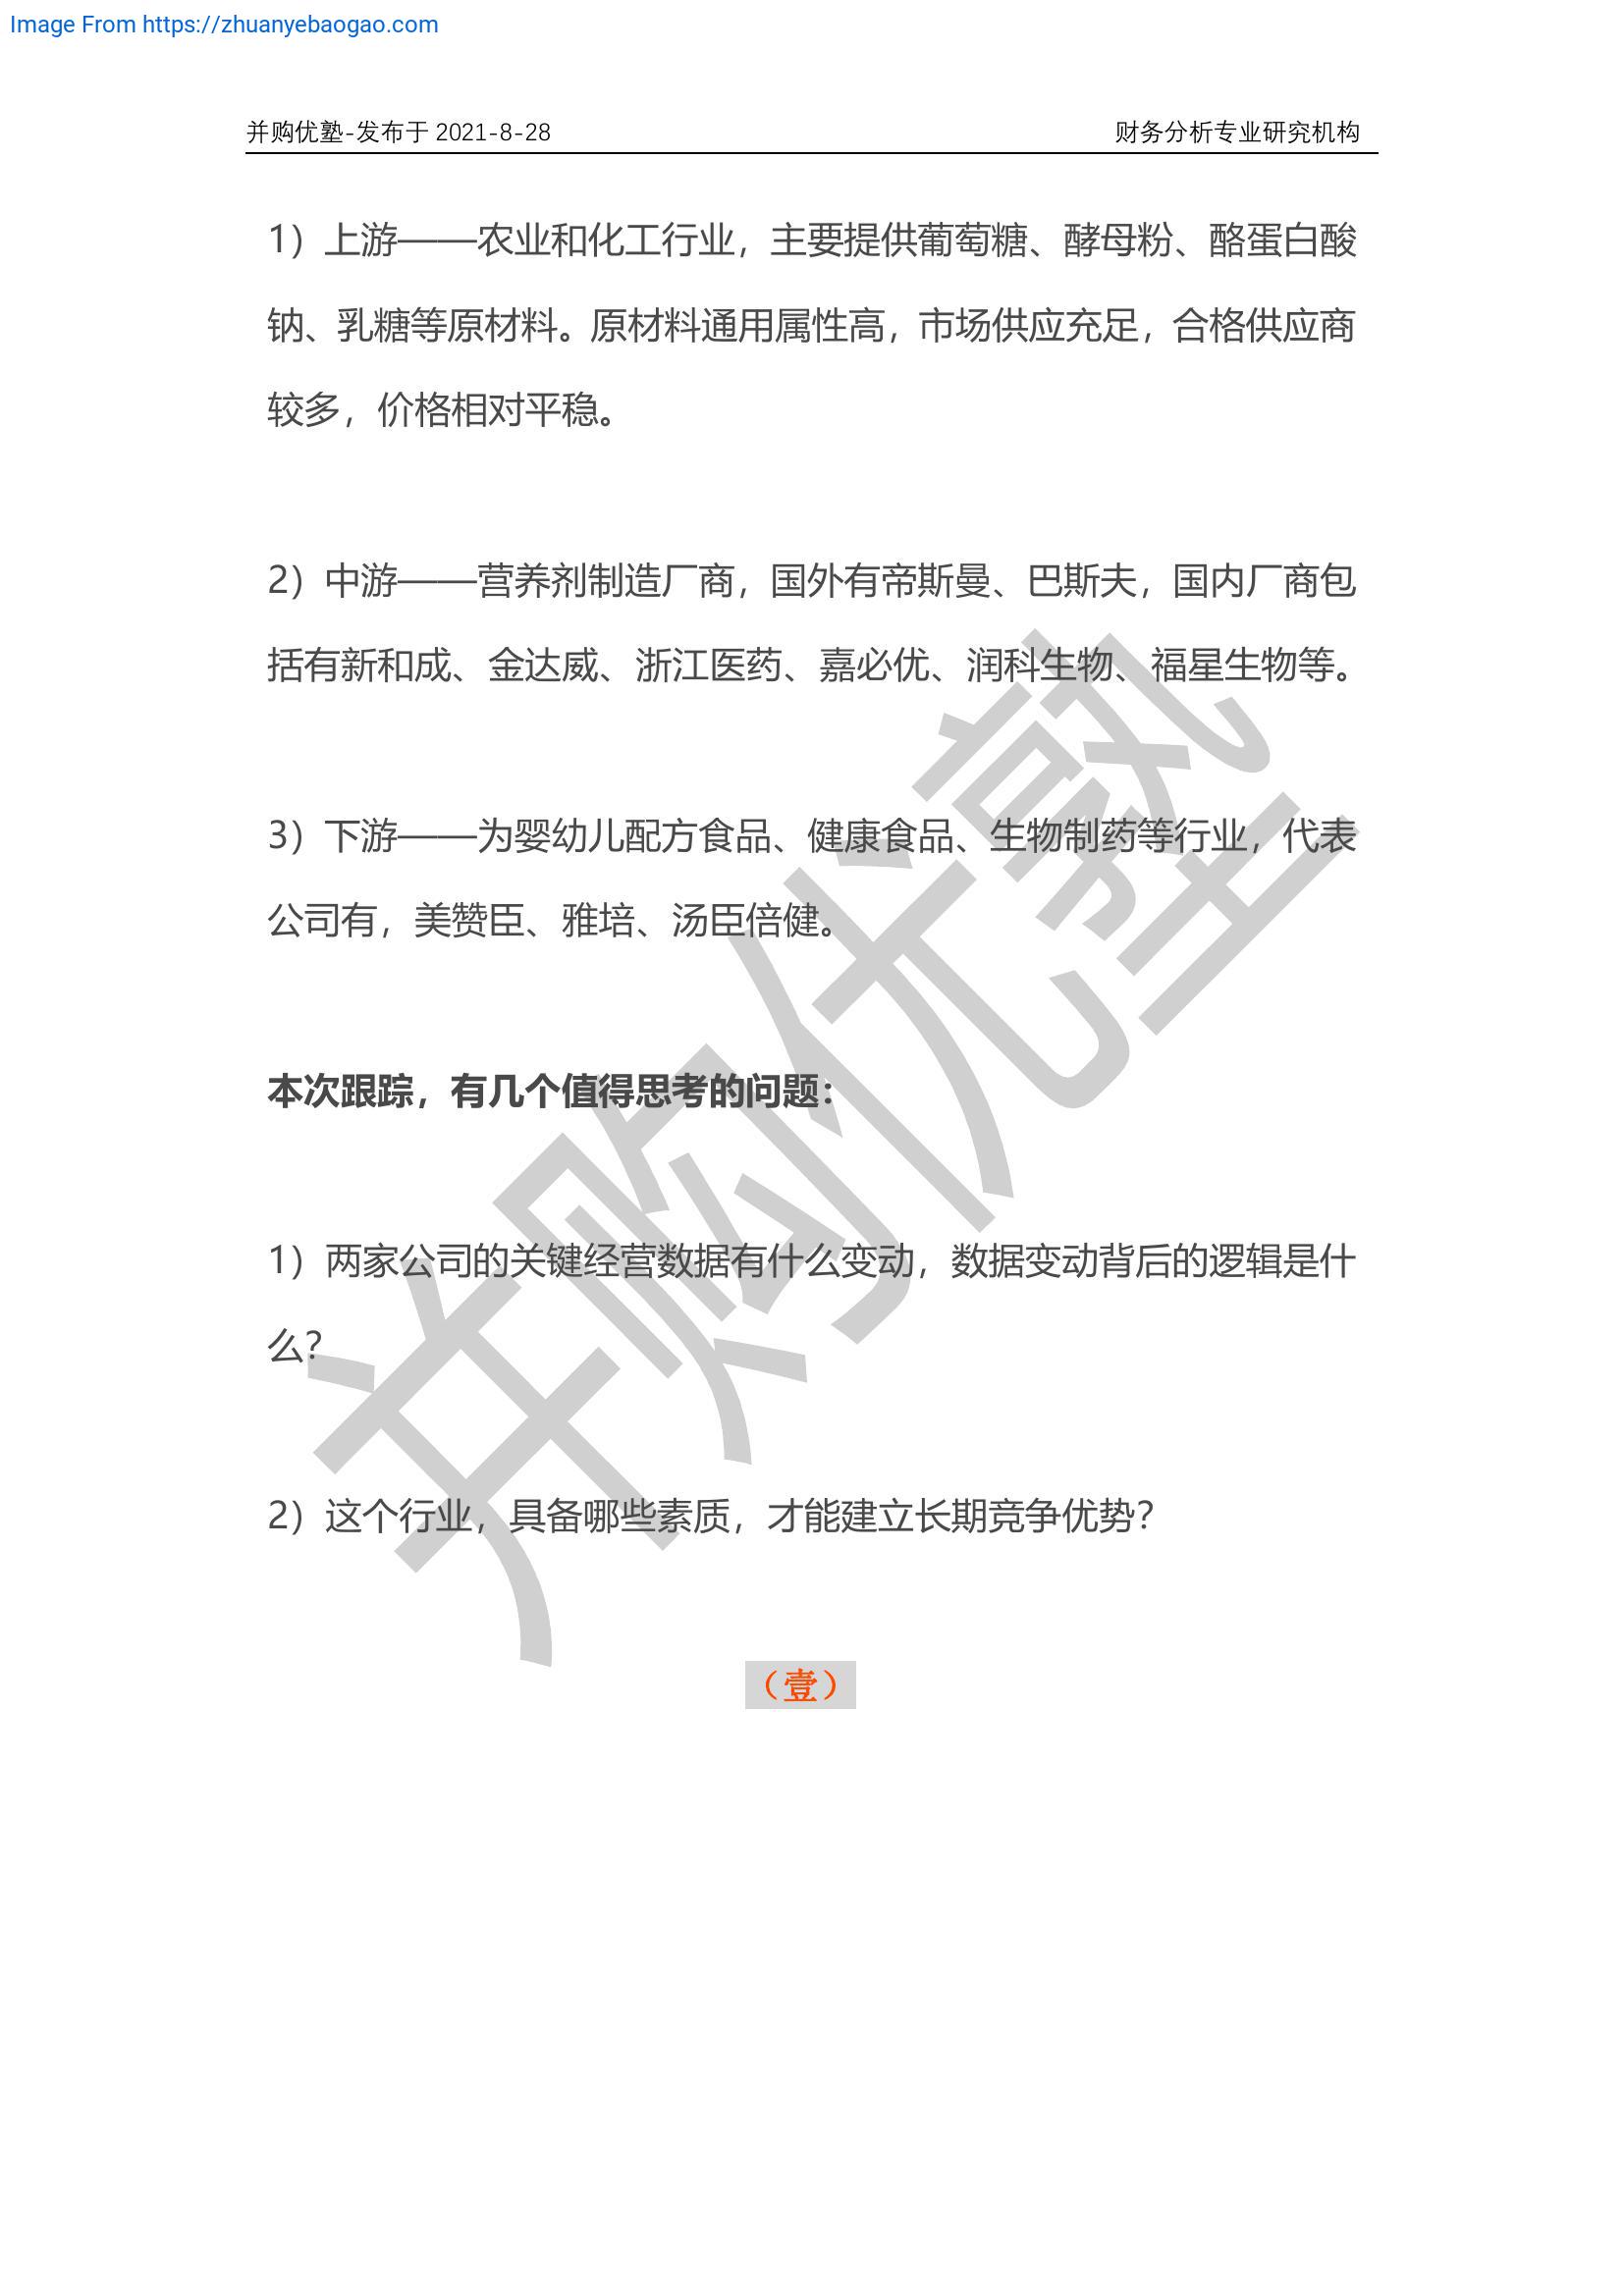 Image From https://zhuanyebaogao.com
并购优塾-发布于 2021-8-28 财务分析专业研究机构
1）上游——农业和化工行业，主要提供葡萄糖、酵母粉、酪蛋白酸
钠、乳糖等原材料。原材料通用属性高，市场供应充足，合格供应商
较多，价格相对平稳。
2）中游——营养剂制造厂商，国外有帝斯曼、巴斯夫，国内厂商包
括有新和成、金达威、浙江医药、嘉必优、润科生物、福星生物等。
3）下游——为婴幼儿配方食品、健康食品、生物制药等行业，代表
公司有，美赞臣、雅培、汤臣倍健。
本次跟踪，有几个值得思考的问题：
1）两家公司的关键经营数据有什么变动，数据变动背后的逻辑是什
么？
2）这个行业，具备哪些素质，才能建立长期竞争优势？
（壹）
并购优塾